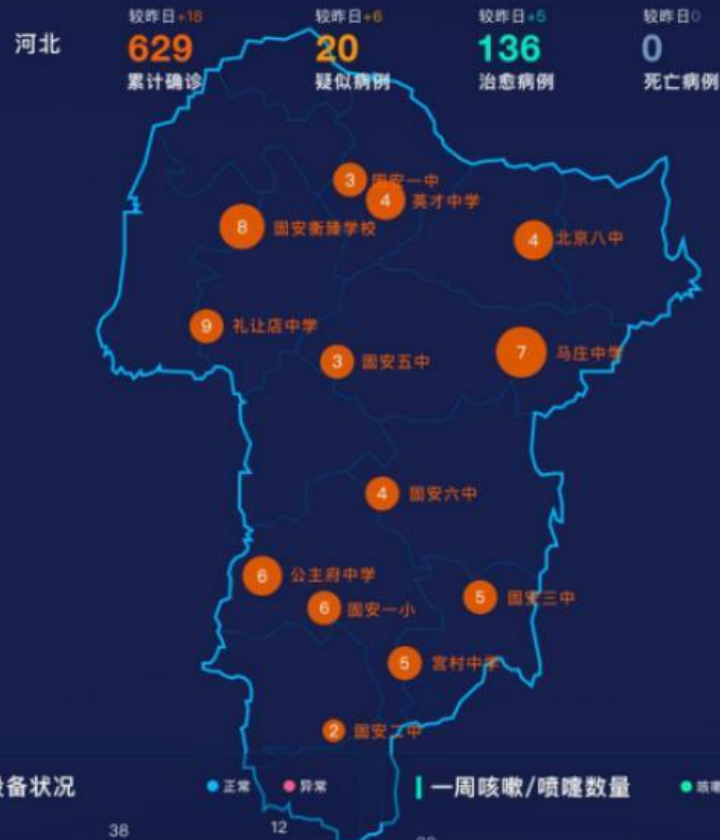 河北
较昨日+18
629
累计确诊
较昨日+6
20
疑似病例
较昨日+5
136
治愈病例
较昨日0
0
死亡病例
3 固安一中
4 英才中学
8 固安衡臻学校
4 北京八中
9 礼让店中学
3 固安五中
7 马庄中学
4 固安六中
6 公主府中学
5 固安三中
6 固安一小
5 宫村中学
2 固安二中
备状况
正常
异常
一周咳嗽/喷嚏数量
咳嗽
38
12